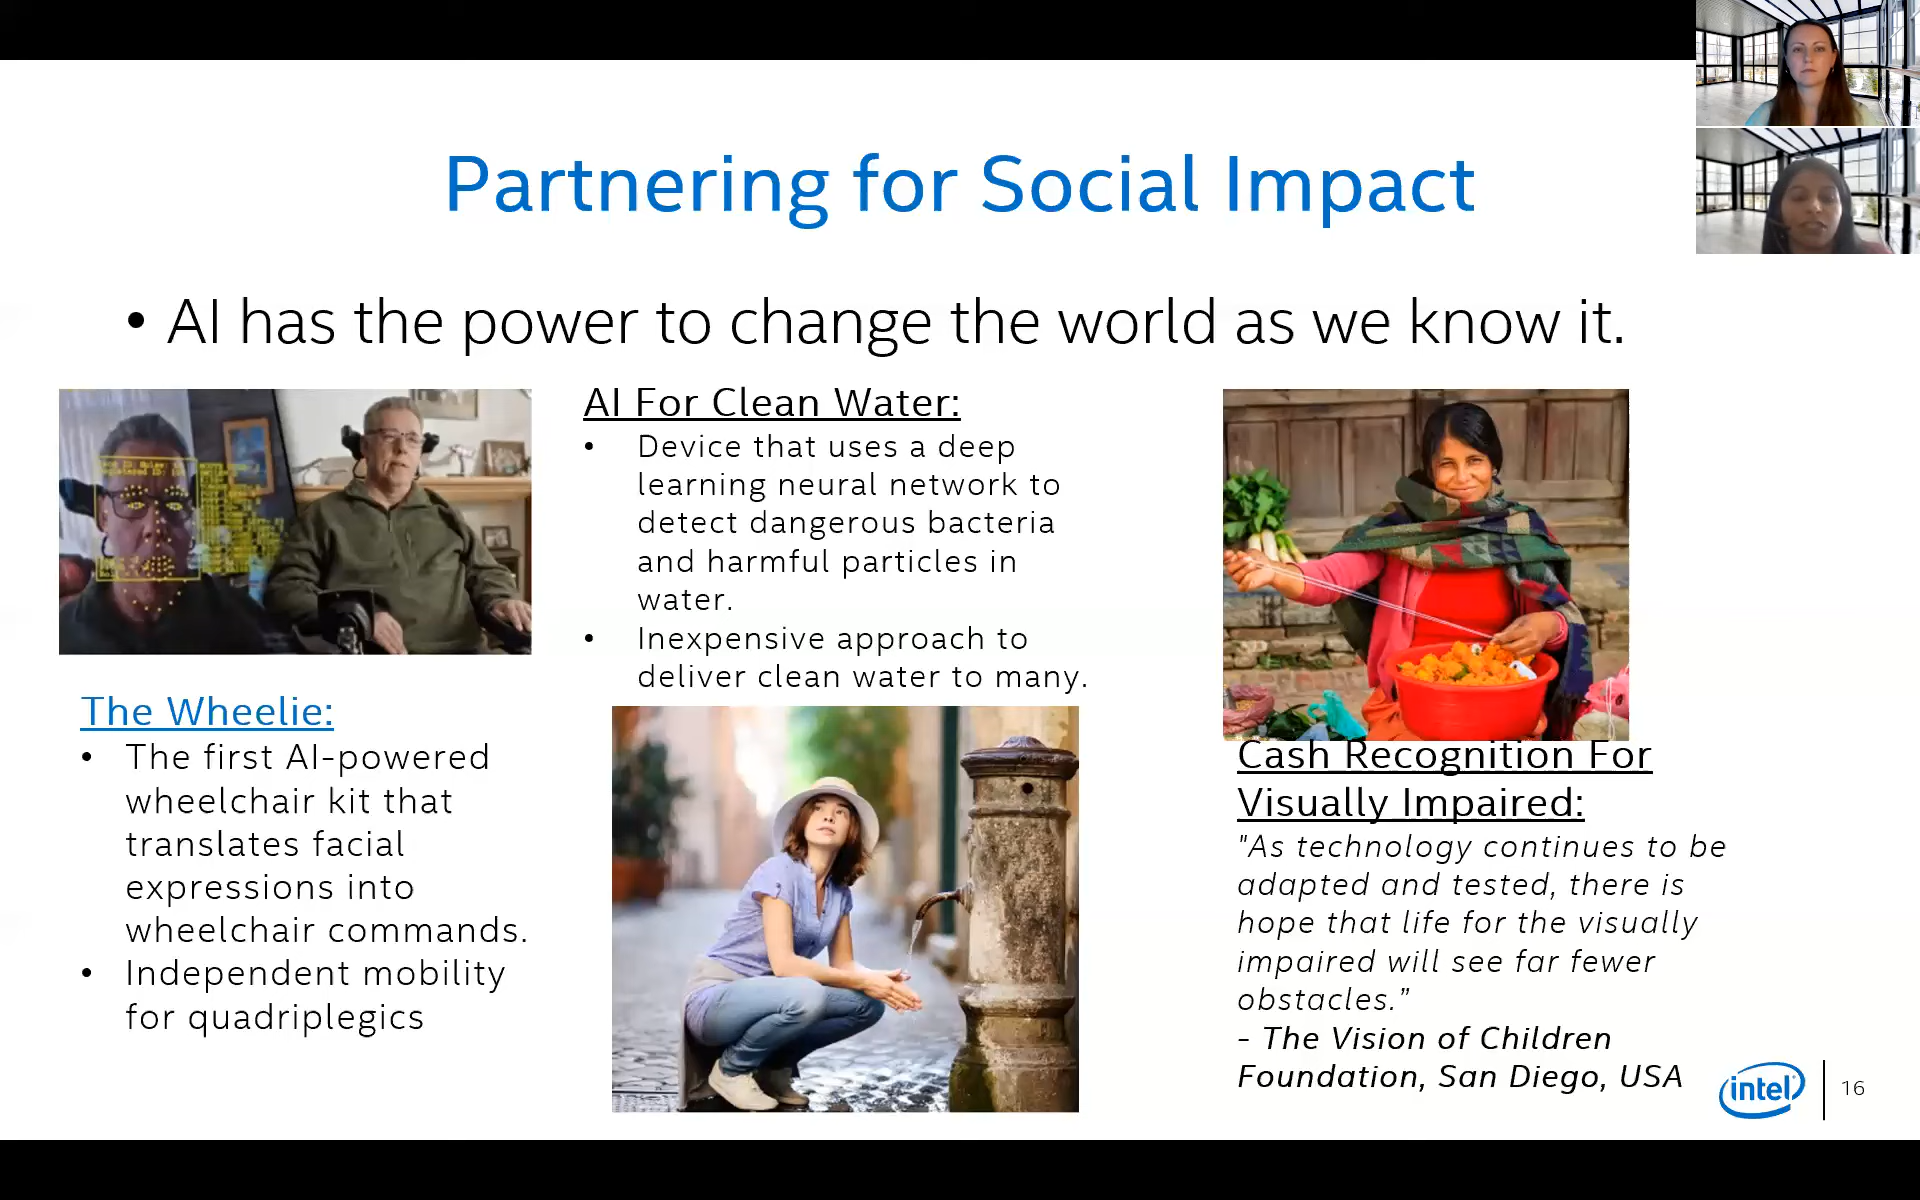 Partnering for Social Impact
• AI has the power to change the world as we know it.
The Wheelie:
• The first AI-powered
wheelchair kit that
translates facial
expressions into
wheelchair commands.
• Independent mobility
for quadriplegics
AI For Clean Water:
• Device that uses a deep
learning neural network to
detect dangerous bacteria
and harmful particles in
water.
• Inexpensive approach to
deliver clean water to many.
Cash Recognition For
Visually Impaired:
"As technology continues to be
adapted and tested, there is
hope that life for the visually
impaired will see far fewer
obstacles.”
- The Vision of Children
Foundation, San Diego, USA
intel
16